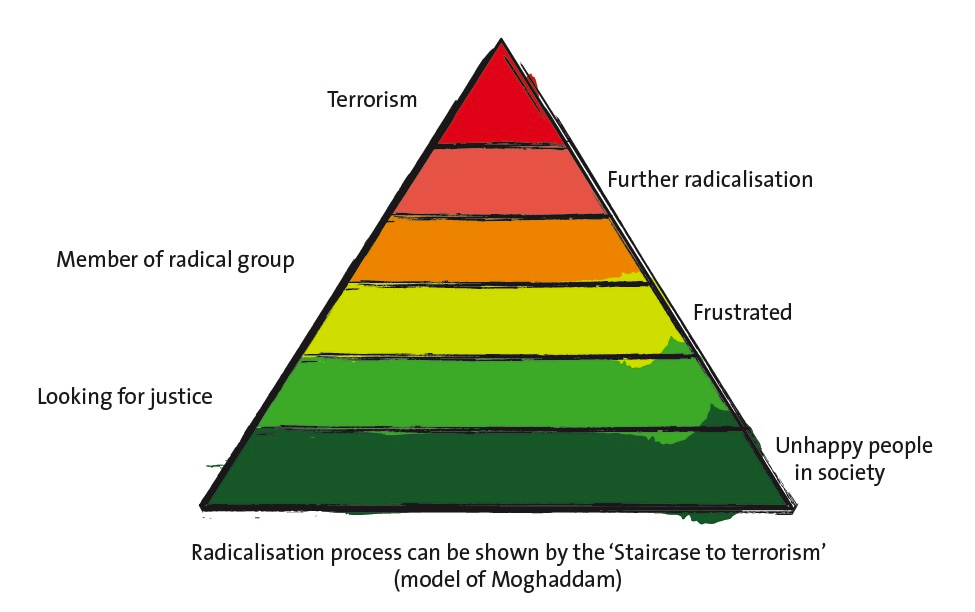 Terrorism
Further radicalisation
Member of radical group
Frustrated
Looking for justice
Unhappy people
in society
Radicalisation process can be shown by the ‘Staircase to terrorism’
(model of Moghaddam)